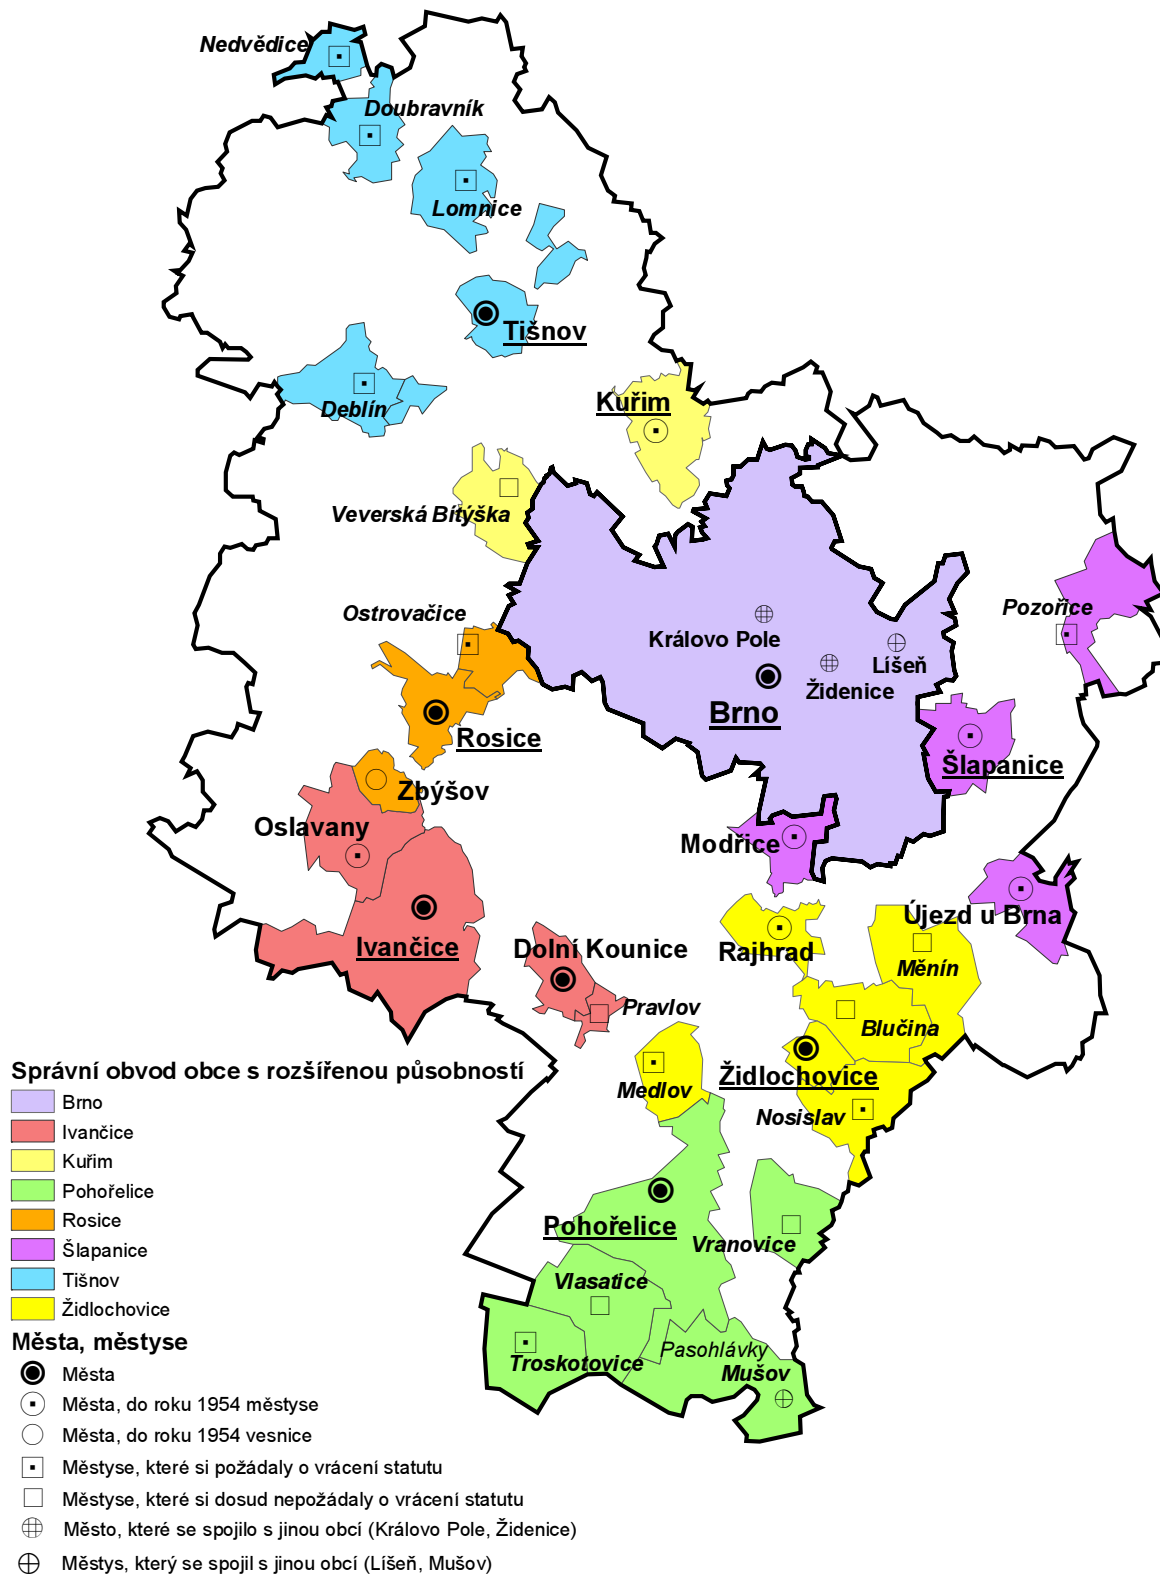 Nedvědice
Doubravník
Lomnice
Tišnov
Deblín
Kuřim
Veverská Bítýška
Ostrovačice
Pozořice
Královo Pole
Líšeň
Židenice
Brno
Rosice
Šlapanice
Zbýšov
Oslavany
Modřice
Újezd u Brna
Ivančice
Dolní Kounice
Rajhrad
Měnín
Pravlov
Blučina
Židlochovice
Medlov
Nosislav
Pohořelice
Vranovice
Vlasatice
Pasohlávky
Troskotovice
Mušov
Správní obvod obce s rozšířenou působností
Brno
Ivančice
Kuřim
Pohořelice
Rosice
Šlapanice
Tišnov
Židlochovice
Města, městyse
Města
Města, do roku 1954 městyse
Města, do roku 1954 vesnice
Městyse, které si požádaly o vrácení statutu
Městyse, které si dosud nepožádaly o vrácení statutu
Město, které se spojilo s jinou obcí (Královo Pole, Židenice)
Městys, který se spojil s jinou obcí (Líšeň, Mušov)